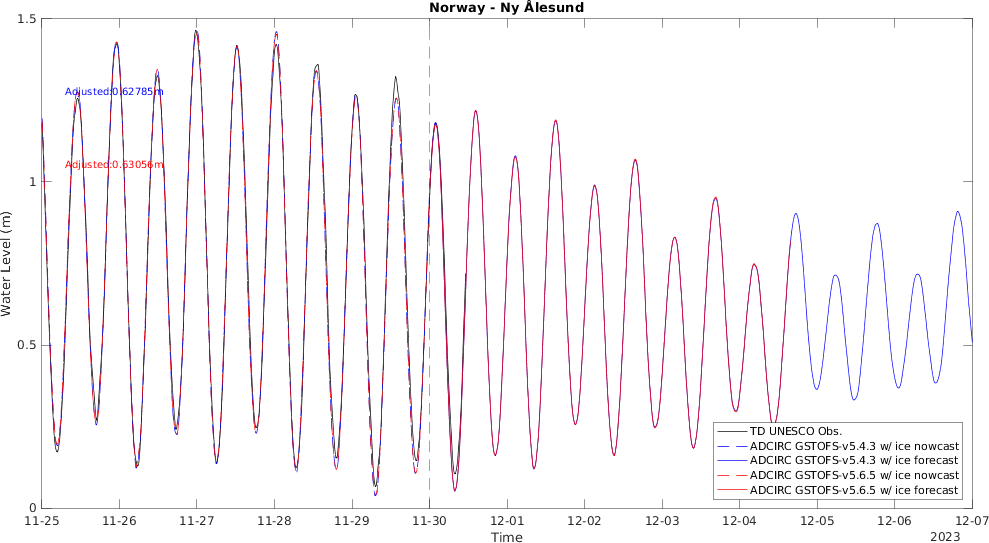 Norway - Ny Ålesund
1.5
1
0.5
0
Water Level (m)
Adjusted:0.62785m
Adjusted:0.63056m
TD UNESCO Obs.
ADCIRC GSTOFS-v5.4.3 w/ ice nowcast
ADCIRC GSTOFS-v5.4.3 w/ ice forecast
ADCIRC GSTOFS-v5.6.5 w/ ice nowcast
ADCIRC GSTOFS-v5.6.5 w/ ice forecast
11-25 11-26 11-27 11-28 11-29 11-30 12-01 12-02 12-03 12-04 12-05 12-06 12-07
Time
2023